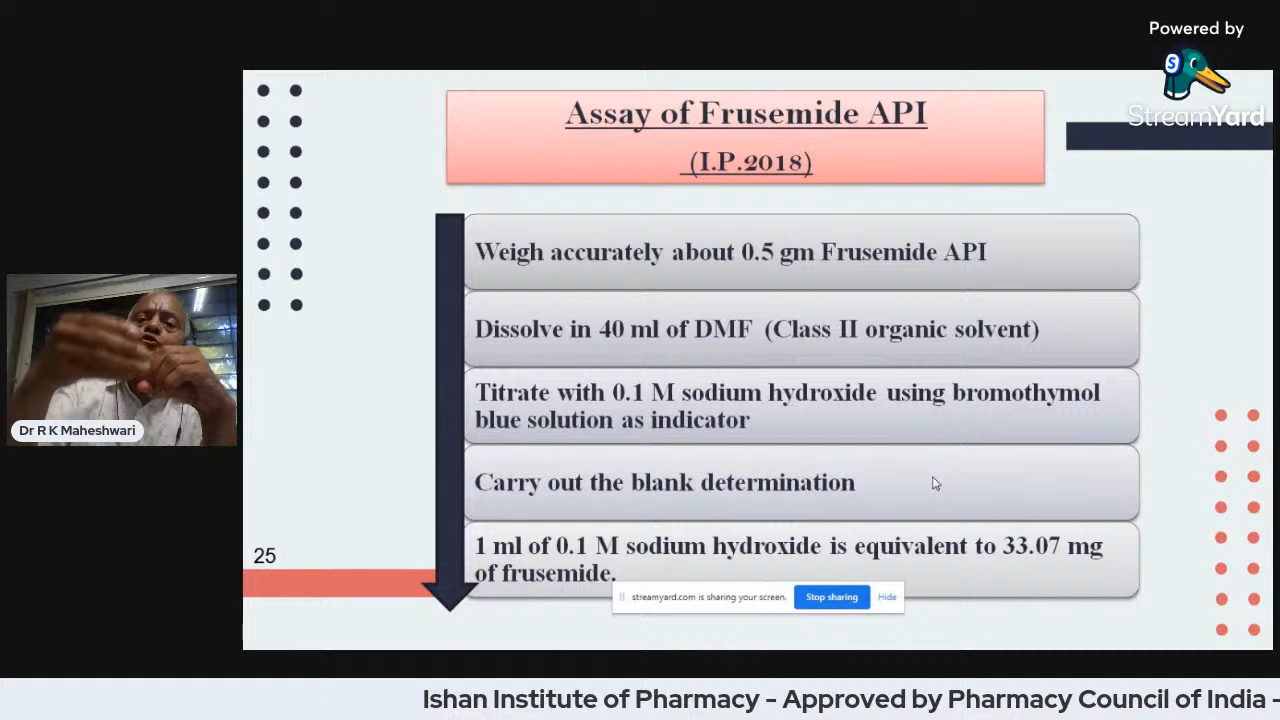 Powered by
S
StreamYard
Assay of Frusemide API
(I.P.2018)
Weigh accurately about 0.5 gm Frusemide API
Dissolve in 40 ml of DMF (Class II organic solvent)
Titrate with 0.1 M sodium hydroxide using bromothymol
blue solution as indicator
Carry out the blank determination
1 ml of 0.1 M sodium hydroxide is equivalent to 33.07 mg
of frusemide.
25
streamyard.com is sharing your screen. Stop sharing Hide
Dr R K Maheshwari
Ishan Institute of Pharmacy - Approved by Pharmacy Council of India -